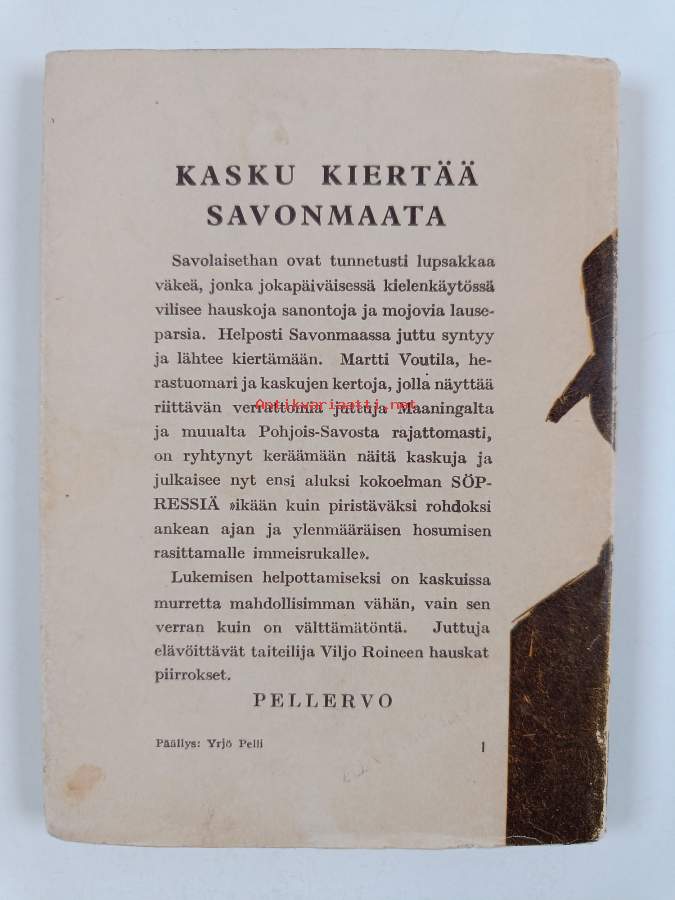 KASKU KIERTÄÄ
SAVONMAATA
Savolaisethan ovat tunnetusti lupsakkaa
väkeä, jonka jokapäiväisessä kielenkäytössä
vilisee hauskoja sanontoja ja mojovia lause-
parsia. Helposti Savonmaassa juttu syntyy
ja lähtee kiertämään. Martti Voutila, he-
rastuomari ja kaskujen kertoja, jolla näyttää
riittävän verrattomia juttuja Maaningalta
Antikvariaatti.net
ja muualta Pohjois-Savosta rajattomasti,
on ryhtynyt keräämään näitä kaskuja ja
julkaisee nyt ensi aluksi kokoelman SÖP-
RESSIÄ »ikään kuin piristäväksi rohdoksi
ankean ajan ja ylenmääräisen hosumisen
rasittamalle immeisrukalle».
Lukemisen helpottamiseksi on kaskuissa
murretta mahdollisimman vähän, vain sen
verran kuin on välttämätöntä. Juttuja
elävöittävät taiteilija Viljo Roineen hauskat
piirrokset.
PELLERVO
Päällys: Yrjö Pelli 1